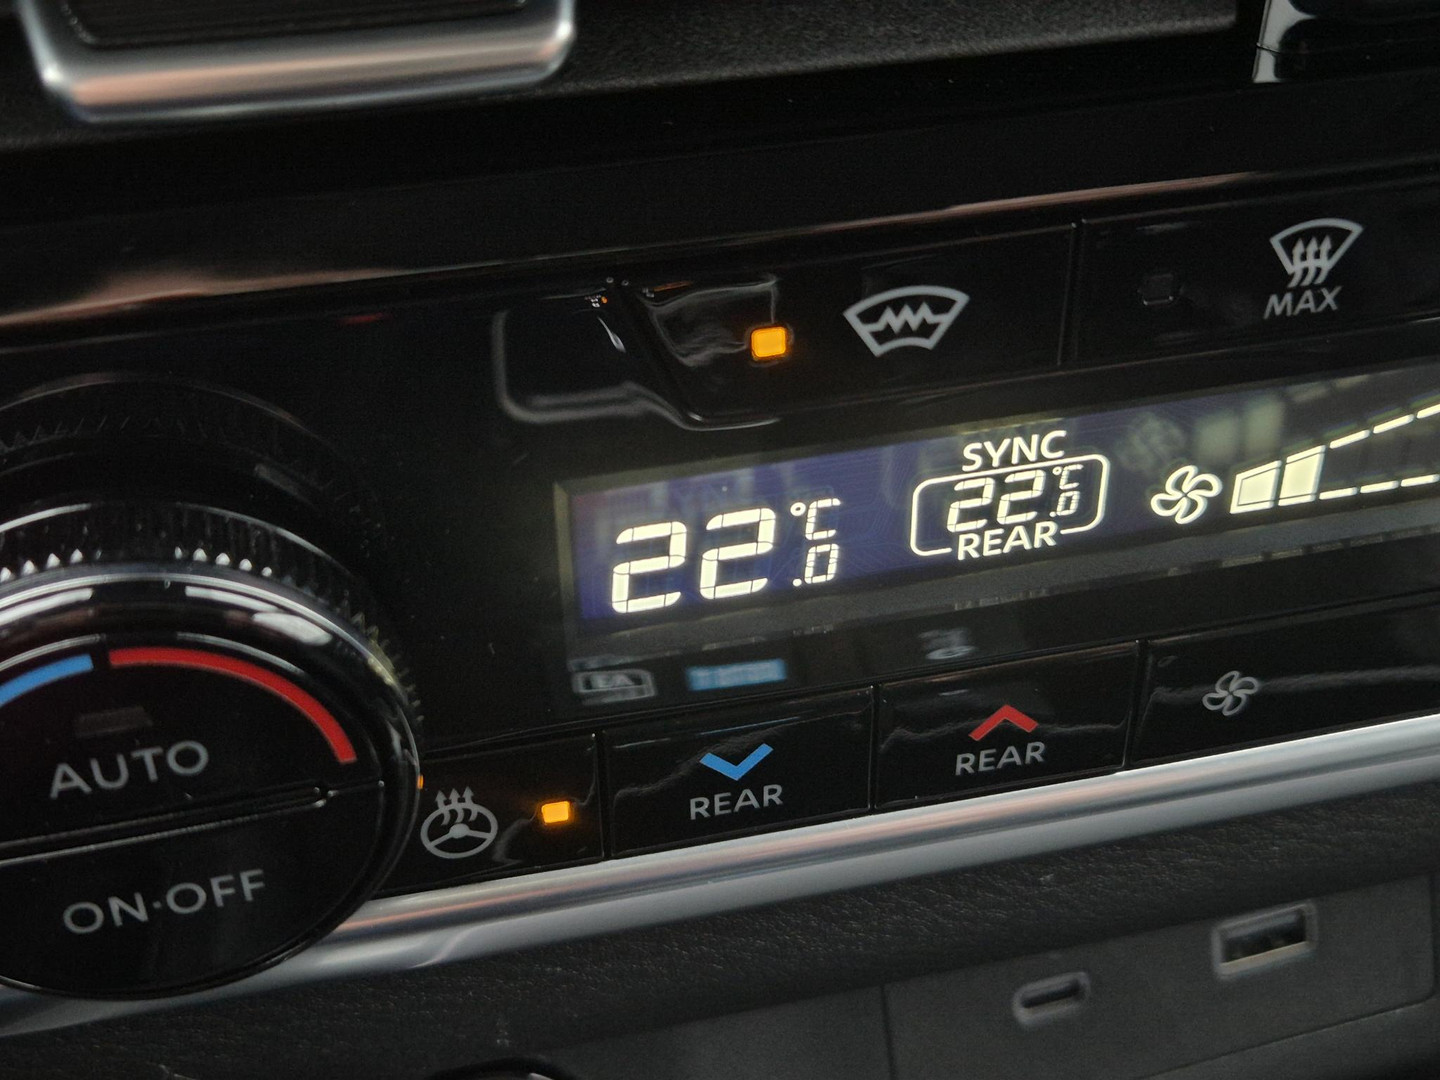 MAX
SYNC
22.0°C
22.0°C
REAR
AUTO
REAR
REAR
ON·OFF